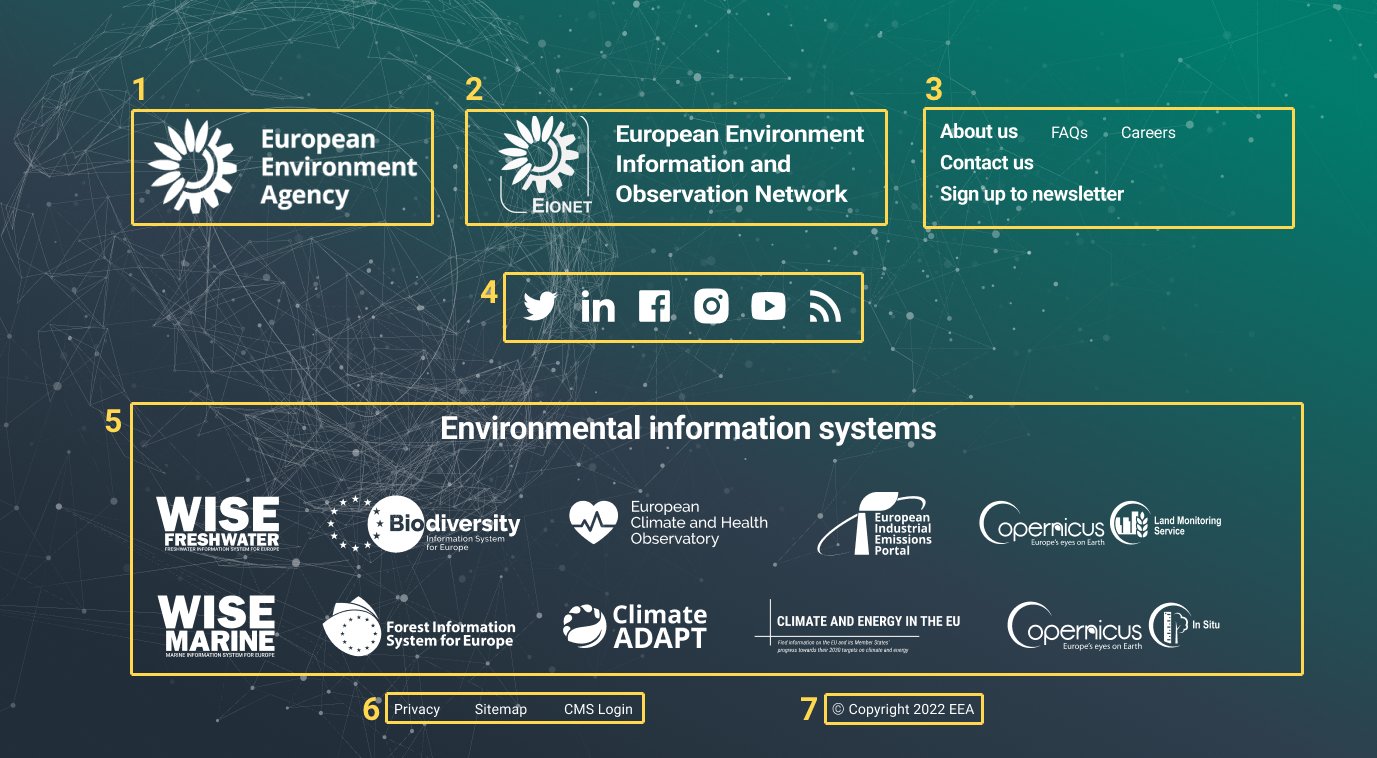 1
European
Environment
Agency
2
EIONET
European Environment
Information and
Observation Network
3
About us FAQs Careers
Contact us
Sign up to newsletter
4
in
5
Environmental information systems
WISE
FRESHWATER
FRESHWATER INFORMATION SYSTEM FOR EUROPE
Biodiversity
Information System
for Europe
European
Climate and Health
Observatory
European
Industrial
Emissions
Portal
Copernicus
Europe's eyes on Earth
Land Monitoring
Service
WISE
MARINE
MARINE INFORMATION SYSTEM FOR EUROPE
Forest Information
System for Europe
Climate
ADAPT
CLIMATE AND ENERGY IN THE EU
Find information on the EU and its Member States'
progress towards their 2030 targets on climate and energy
Copernicus
Europe's eyes on Earth
In Situ
6
Privacy Sitemap CMS Login
7
© Copyright 2022 EEA